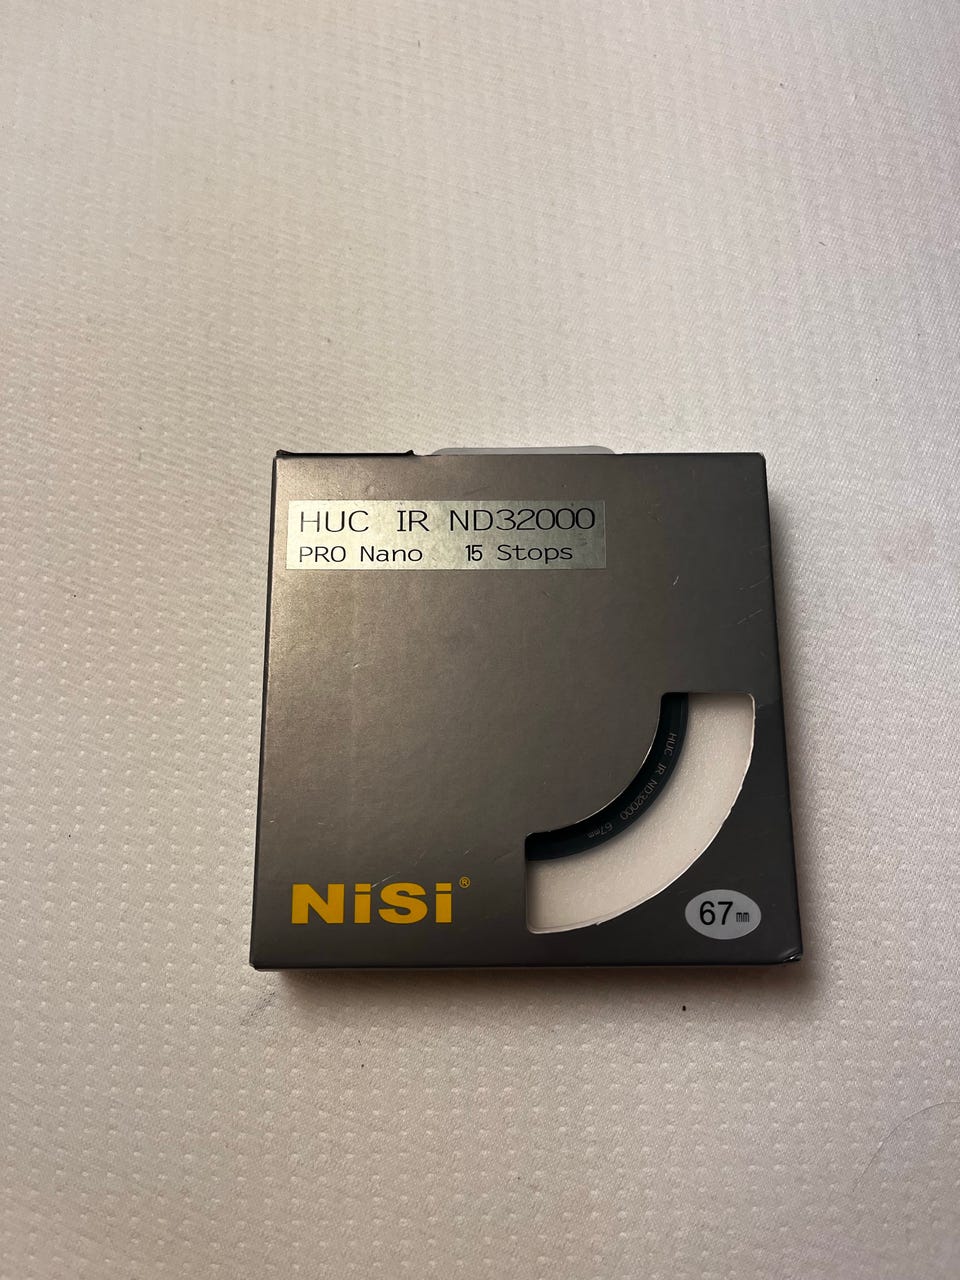 HUC IR ND32000
PRO Nano 15 Stops
HUC IR ND32000 67mm
NiSi®
67mm